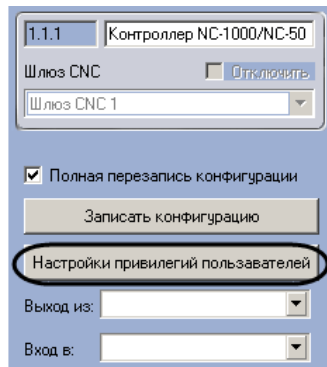 1.1.1 Контроллер NC-1000/NC-50
Шлюз CNC Отключить
Шлюз CNC 1
Полная перезапись конфигурации
Записать конфигурацию
Настройки привилегий пользавателей
Выход из:
Вход в: